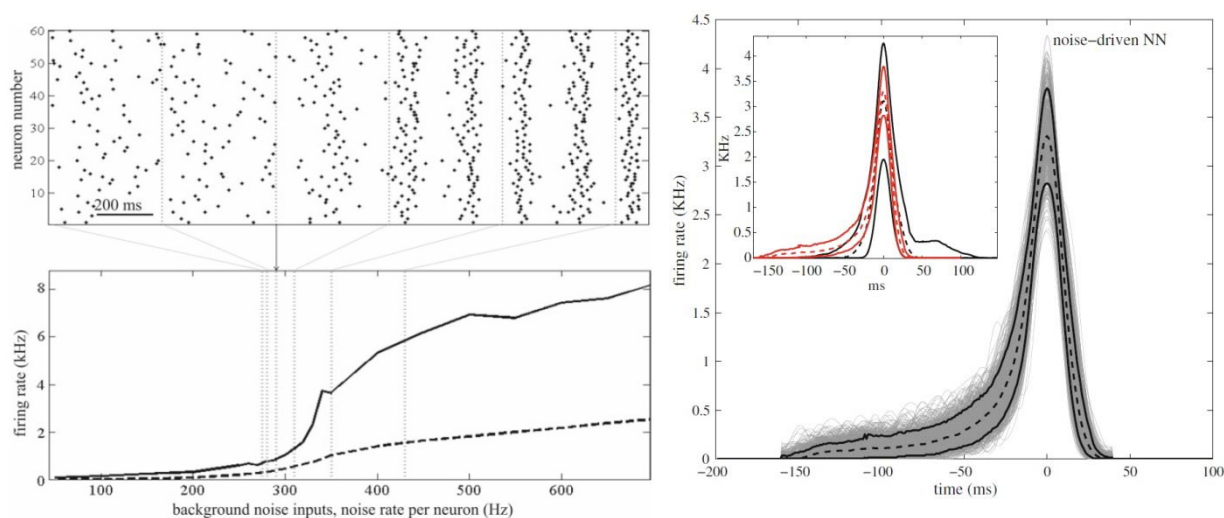 neuron number
60
50
40
30
20
10
200 ms
firing rate (kHz)
8
6
4
2
0
100 200 300 400 500 600
background noise inputs, noise rate per neuron (Hz)
noise-driven NN
firing rate (KHz)
4.5
4
3.5
3
2.5
2
1.5
1
0.5
0
−200 −150 −100 −50 0 50 100
time (ms)
KHz
4
3.5
3
2.5
2
1.5
1
0.5
0
−150 −100 −50 0 50 100
ms